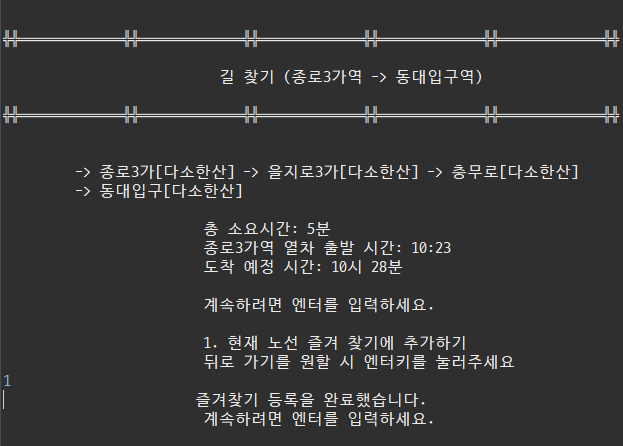 길 찾기 (종로3가역 -> 동대입구역)
-> 종로3가[다소한산] -> 을지로3가[다소한산] -> 충무로[다소한산]
-> 동대입구[다소한산]
총 소요시간: 5분
종로3가역 열차 출발 시간: 10:23
도착 예정 시간: 10시 28분
계속하려면 엔터를 입력하세요.
1. 현재 노선 즐겨 찾기에 추가하기
뒤로 가기를 원할 시 엔터키를 눌러주세요
1
즐겨찾기 등록을 완료했습니다.
계속하려면 엔터를 입력하세요.